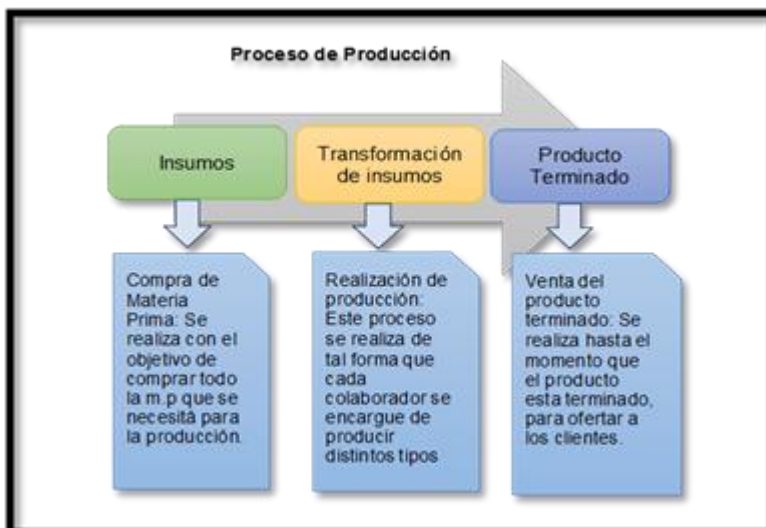 Proceso de Producción
Insumos
Transformación
de insumos
Producto
Terminado
Compra de
Materia
Prima: Se
realiza con el
objetivo de
comprar todo
la m.p que se
necesita para
la producción.
Realización de
producción:
Este proceso
se realiza de
tal forma que
cada
colaborador se
encargue de
producir
distintos tipos
Venta del
producto
terminado: Se
realiza hasta el
momento que
el producto
esta terminado,
para ofertar a
los clientes.